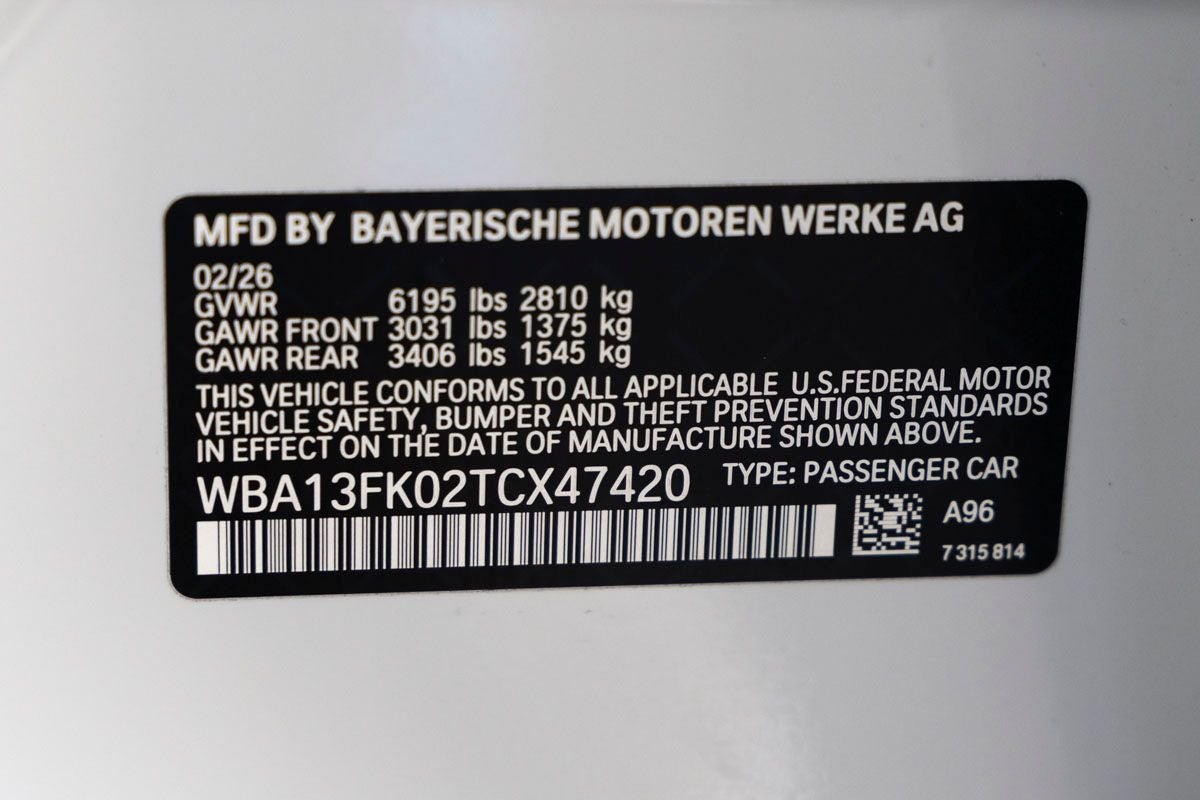 MFD BY BAYERISCHE MOTOREN WERKE AG
02/26
GVWR 6195 lbs 2810 kg
GAWR FRONT 3031 lbs 1375 kg
GAWR REAR 3406 lbs 1545 kg
THIS VEHICLE CONFORMS TO ALL APPLICABLE U.S.FEDERAL MOTOR
VEHICLE SAFETY, BUMPER AND THEFT PREVENTION STANDARDS
IN EFFECT ON THE DATE OF MANUFACTURE SHOWN ABOVE.
WBA13FK02TCX47420 TYPE: PASSENGER CAR
A96
7 315 814